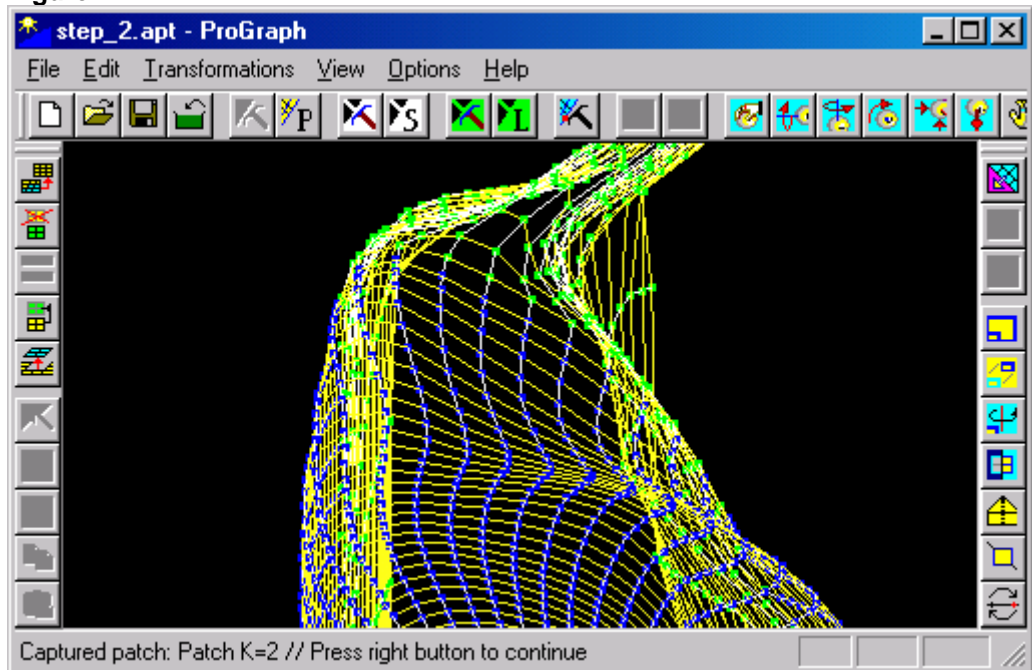 step_2.apt - ProGraph
File Edit Transformations View Options Help
P S L
Captured patch: Patch K=2 // Press right button to continue